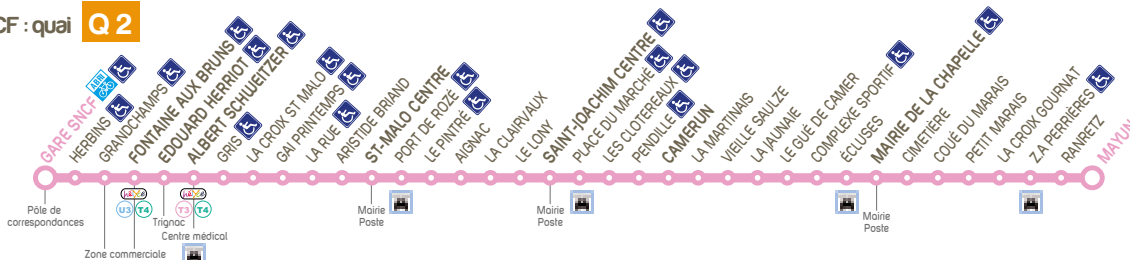 CF : quai Q 2
GARE SNCF
ABRI
HERBINS
GRANDCHAMPS
FONTAINE AUX BRUNS
EDOUARD HERRIOT
ALBERT SCHWEITZER
GRIS
LA CROIX ST MALO
GAI PRINTEMPS
LA RUE
ARISTIDE BRIAND
ST-MALO CENTRE
PORT DE ROZÉ
LE PINTRÉ
AIGNAC
LA CLAIRVAUX
LE LONY
SAINT-JOACHIM CENTRE
PLACE DU MARCHÉ
LES CLOTEREAUX
PENDILLE
CAMERUN
LA MARTINAIS
VIEILLE SAULZE
LA JAUNAIE
LE GUÉ DE CAMER
COMPLEXE SPORTIF
ÉCLUSES
MAIRIE DE LA CHAPELLE
CIMETIÈRE
COUÉ DU MARAIS
PETIT MARAIS
LA CROIX GOURNAT
Z.A PERRIÈRES
RANRETZ
MAYUN
Pôle de
correspondances
hélYce
U3 T4
hélYce
T3 T4
Trignac
Centre médical
Zone commerciale
Mairie
Poste
Mairie
Poste
Mairie
Poste